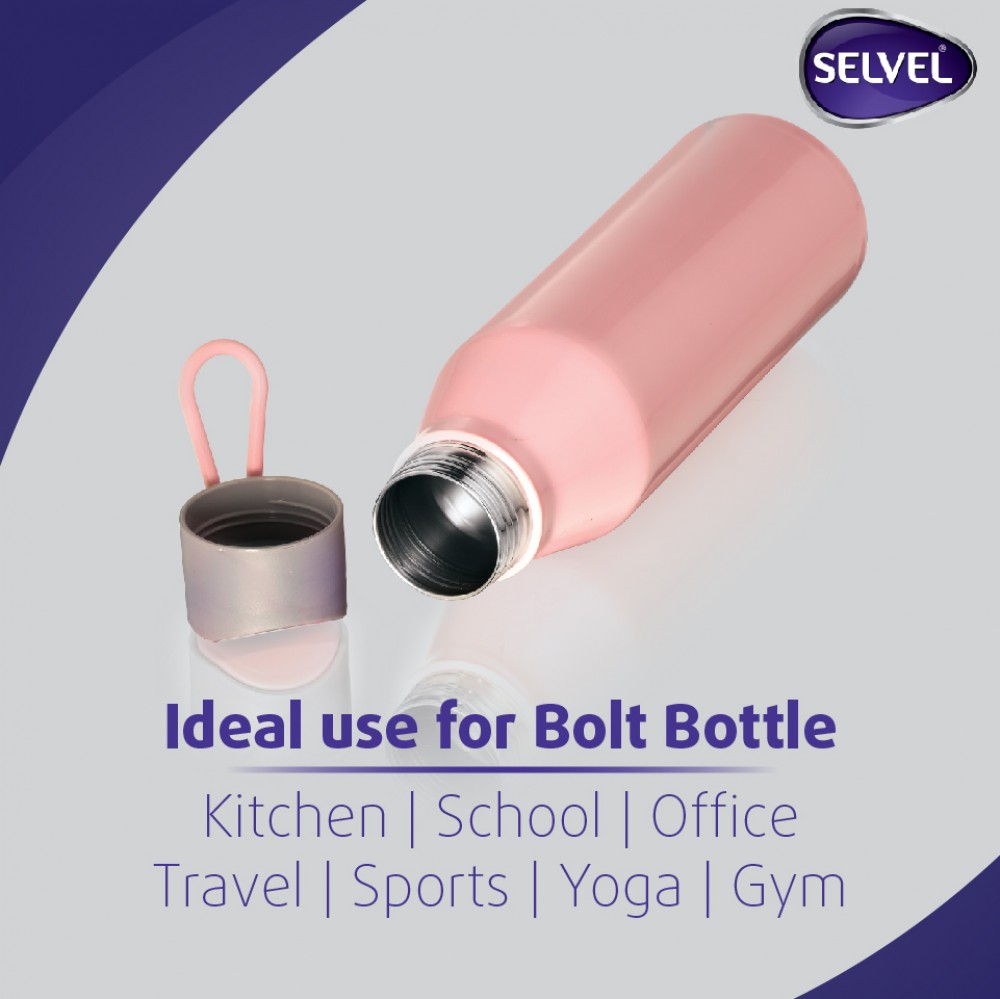 SELVEL®
Ideal use for Bolt Bottle
Kitchen | School | Office
Travel | Sports | Yoga | Gym